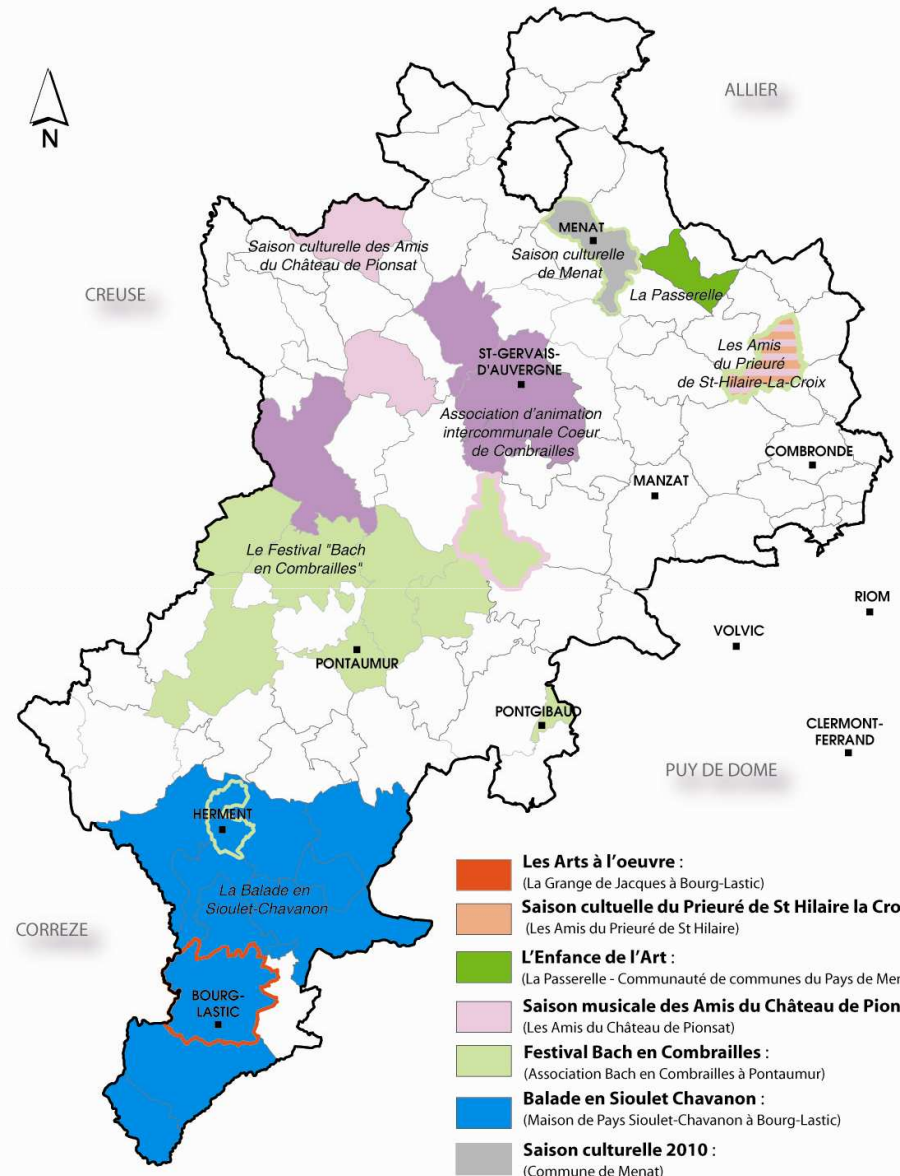 ALLIER
N
MENAT
Saison culturelle
de Menat
Saison culturelle des Amis
du Château de Pionsat
CREUSE
La Passerelle
ST-GERVAIS-
D'AUVERGNE
Les Amis
du Prieuré
de St-Hilaire-La-Croix
Association d'animation
intercommunale Coeur
de Combrailles
COMBRONDE
MANZAT
Le Festival "Bach
en Combrailles"
RIOM
VOLVIC
PONTAUMUR
PONTGIBAUD
CLERMONT-
FERRAND
PUY DE DOME
HERMENT
La Balade en
Sioulet-Chavanon
CORREZE
BOURG-
LASTIC
Les Arts à l'oeuvre :
(La Grange de Jacques à Bourg-Lastic)
Saison cultuelle du Prieuré de St Hilaire la Cro
(Les Amis du Prieuré de St Hilaire)
L'Enfance de l'Art :
(La Passerelle - Communauté de communes du Pays de Men
Saison musicale des Amis du Château de Pion
(Les Amis du Château de Pionsat)
Festival Bach en Combrailles :
(Association Bach en Combrailles à Pontaumur)
Balade en Sioulet Chavanon :
(Maison de Pays Sioulet-Chavanon à Bourg-Lastic)
Saison culturelle 2010 :
(Commune de Menat)